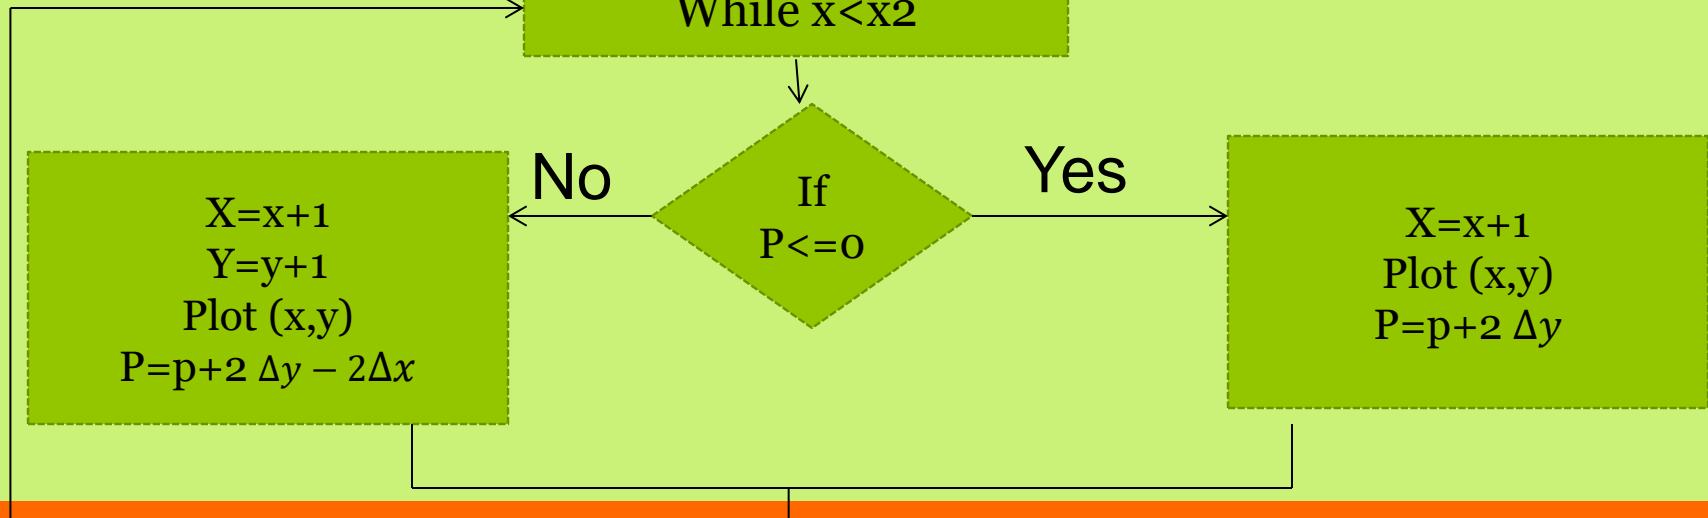 While x<x2
No
Yes
If
P<=0
X=x+1
Y=y+1
Plot (x,y)
P=p+2 Δy − 2Δx
X=x+1
Plot (x,y)
P=p+2 Δy